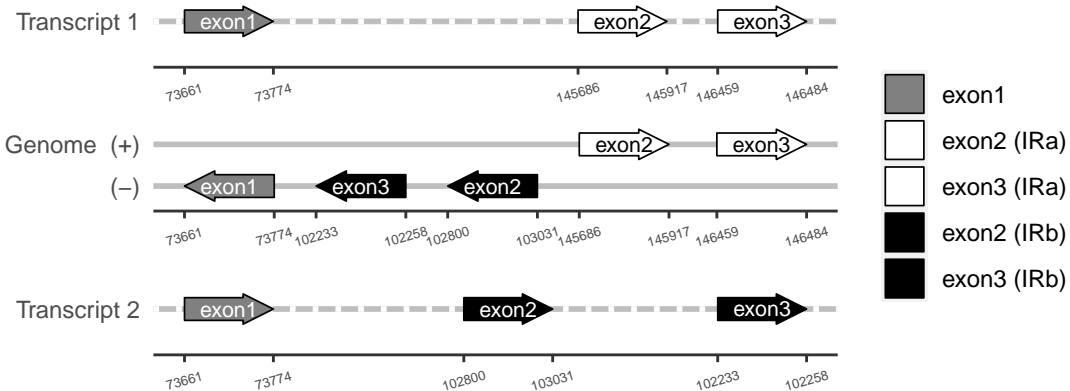 Transcript 1 exon1 exon2 exon3
73661 73774 145686 145917 146459 146484
Genome (+) exon2 exon3
(−) exon1 exon3 exon2
73661 73774 102233 102258 102800 103031 145686 145917 146459 146484
Transcript 2 exon1 exon2 exon3
73661 73774 102800 103031 102233 102258
exon1
exon2 (IRa)
exon3 (IRa)
exon2 (IRb)
exon3 (IRb)